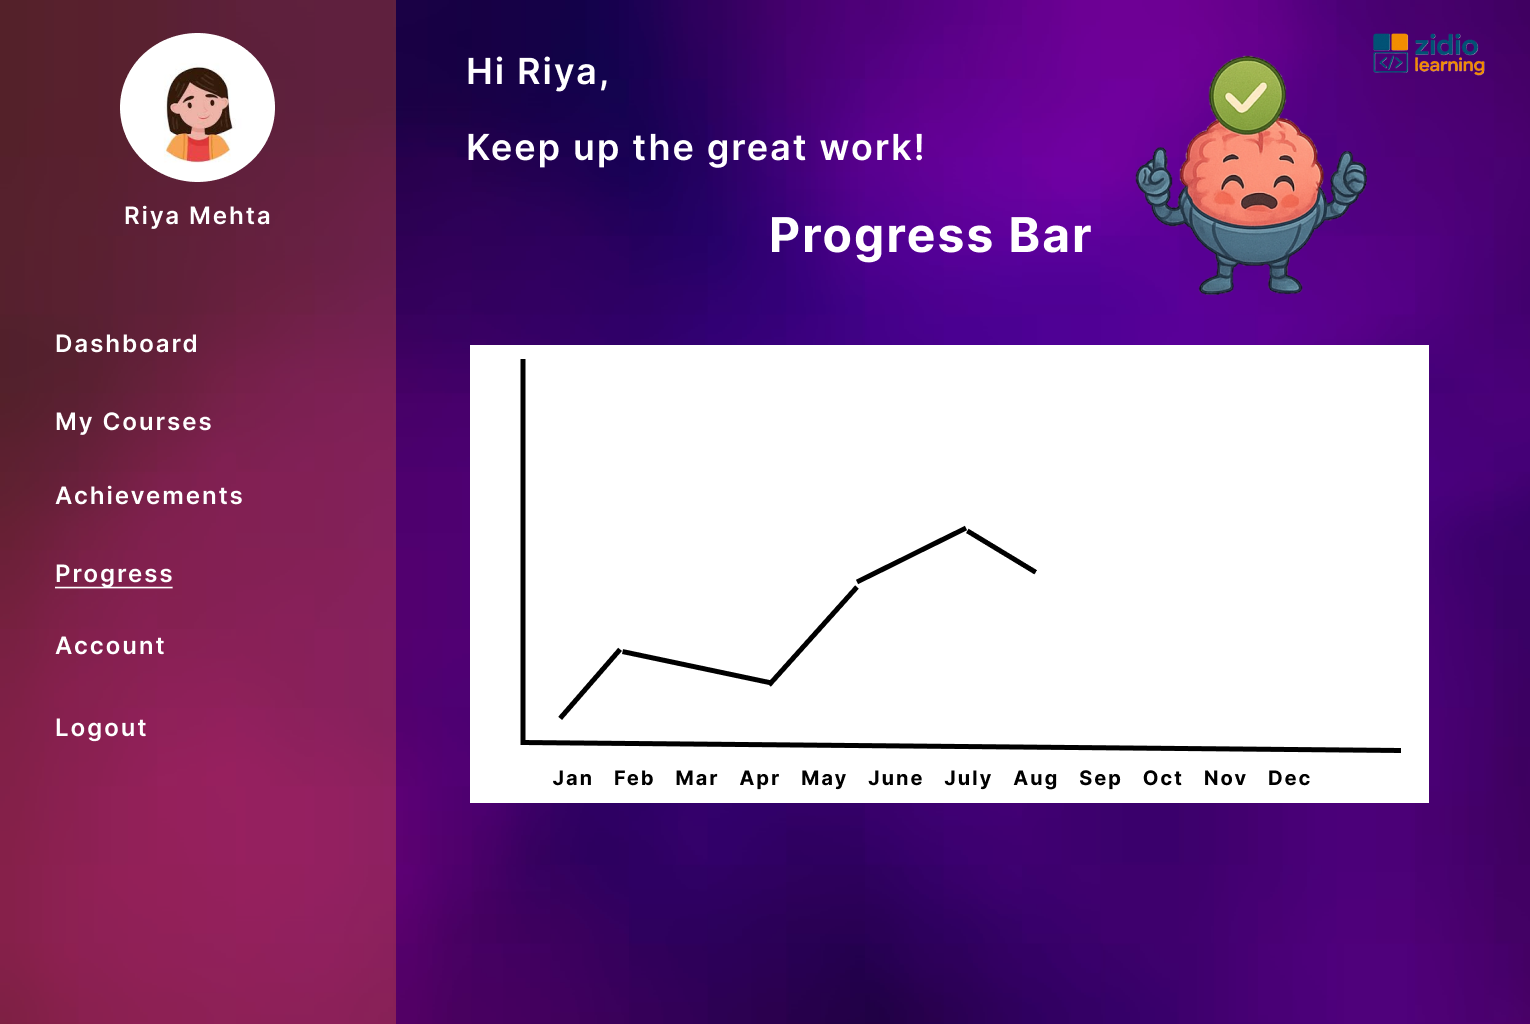 Riya Mehta
Dashboard
My Courses
Achievements
Progress
Account
Logout
Hi Riya,
Keep up the great work!
Progress Bar
zidio
learning
</>
Jan Feb Mar Apr May June July Aug Sep Oct Nov Dec